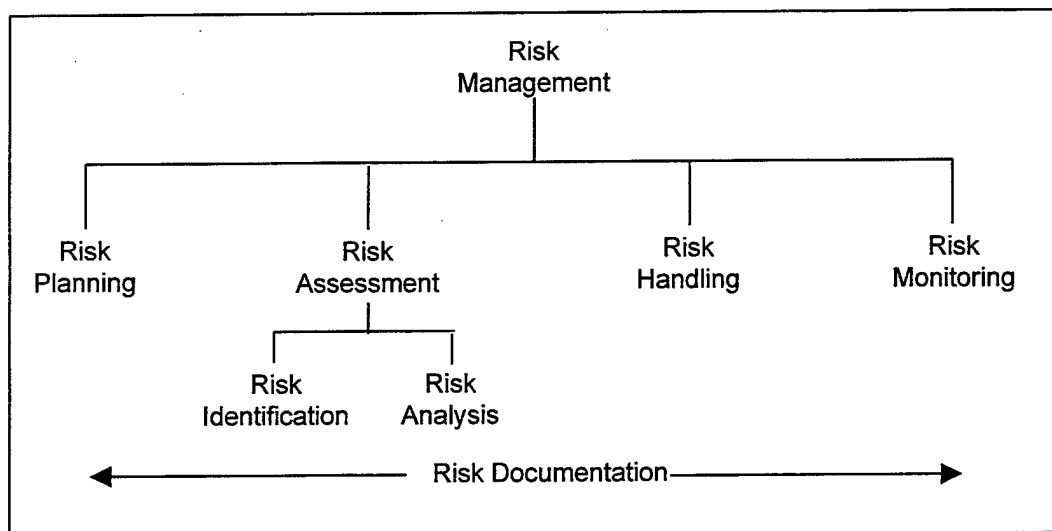 Risk
Management
Risk
Planning
Risk
Assessment
Risk
Handling
Risk
Monitoring
Risk
Identification
Risk
Analysis
Risk Documentation